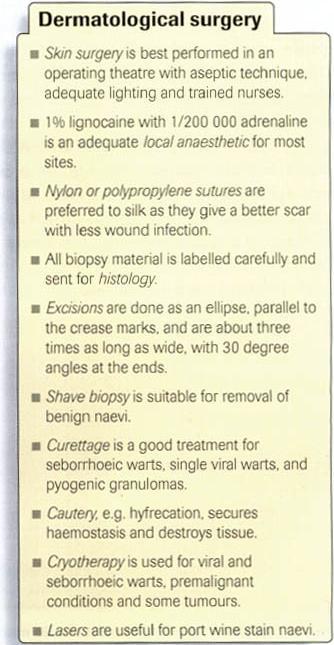 Dermatological surgery
■ Skin surgery is best performed in an
operating theatre with aseptic technique,
adequate lighting and trained nurses.
■ 1% lignocaine with 1/200 000 adrenaline
is an adequate local anaesthetic for most
sites.
■ Nylon or polypropylene sutures are
preferred to silk as they give a better scar
with less wound infection.
■ All biopsy material is labelled carefully and
sent for histology.
■ Excisions are done as an ellipse, parallel to
the crease marks, and are about three
times as long as wide, with 30 degree
angles at the ends.
■ Shave biopsy is suitable for removal of
benign naevi.
■ Curettage is a good treatment for
seborrhoeic warts, single viral warts, and
pyogenic granulomas.
■ Cautery, e.g. hyfrecation, secures
haemostasis and destroys tissue.
■ Cryotherapy is used for viral and
seborrhoeic warts, premalignant
conditions and some tumours.
■ Lasers are useful for port wine stain naevi.